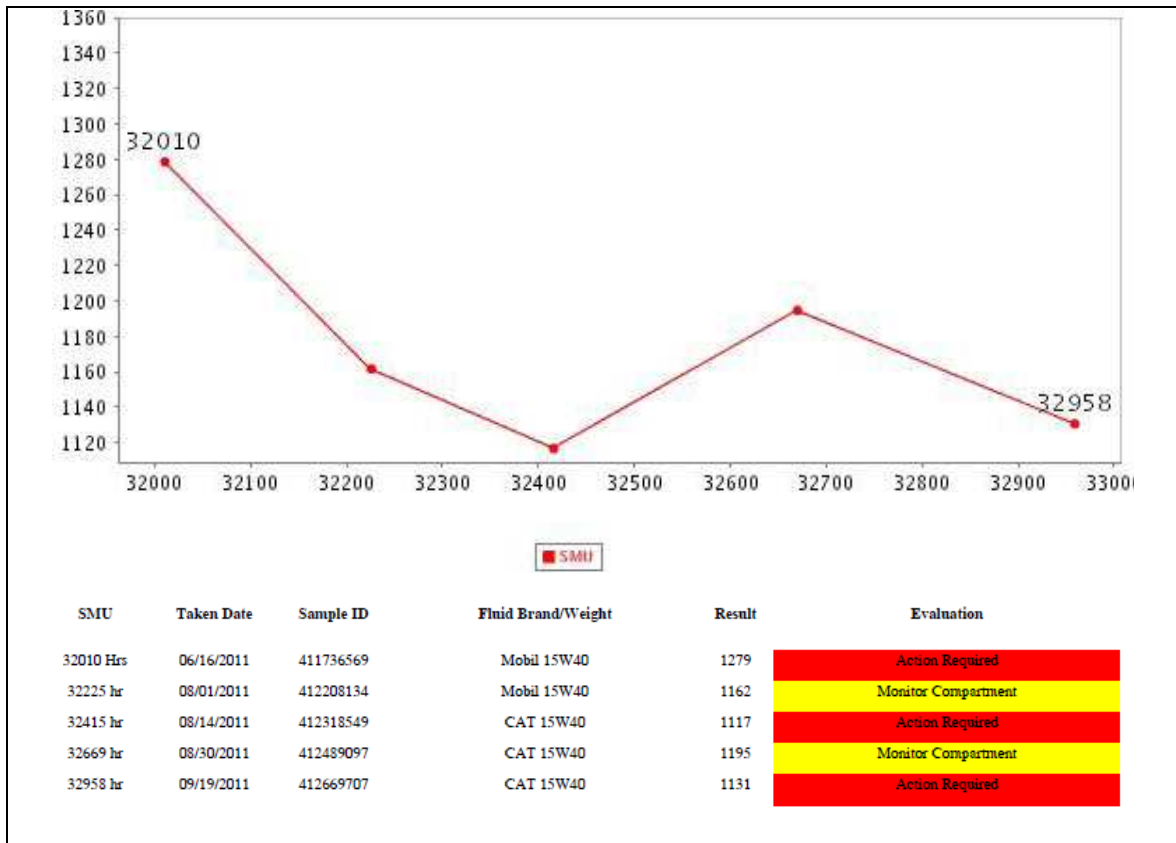 1360
1340
1320
1300
32010
1280
1260
1240
1220
1200
1180
1160
32958
1140
1120
32000 32100 32200 32300 32400 32500 32600 32700 32800 32900 3300
SMU
SMU Taken Date Sample ID Fluid Brand/Weight Result Evaluation
32010 Hrs 06/16/2011 411736569 Mobil 15W40 1279 Action Required
32225 hr 08/01/2011 412208134 Mobil 15W40 1162 Monitor Compartment
32415 hr 08/14/2011 412318549 CAT 15W40 1117 Action Required
32669 hr 08/30/2011 412489097 CAT 15W40 1195 Monitor Compartment
32958 hr 09/19/2011 412669707 CAT 15W40 1131 Action Required